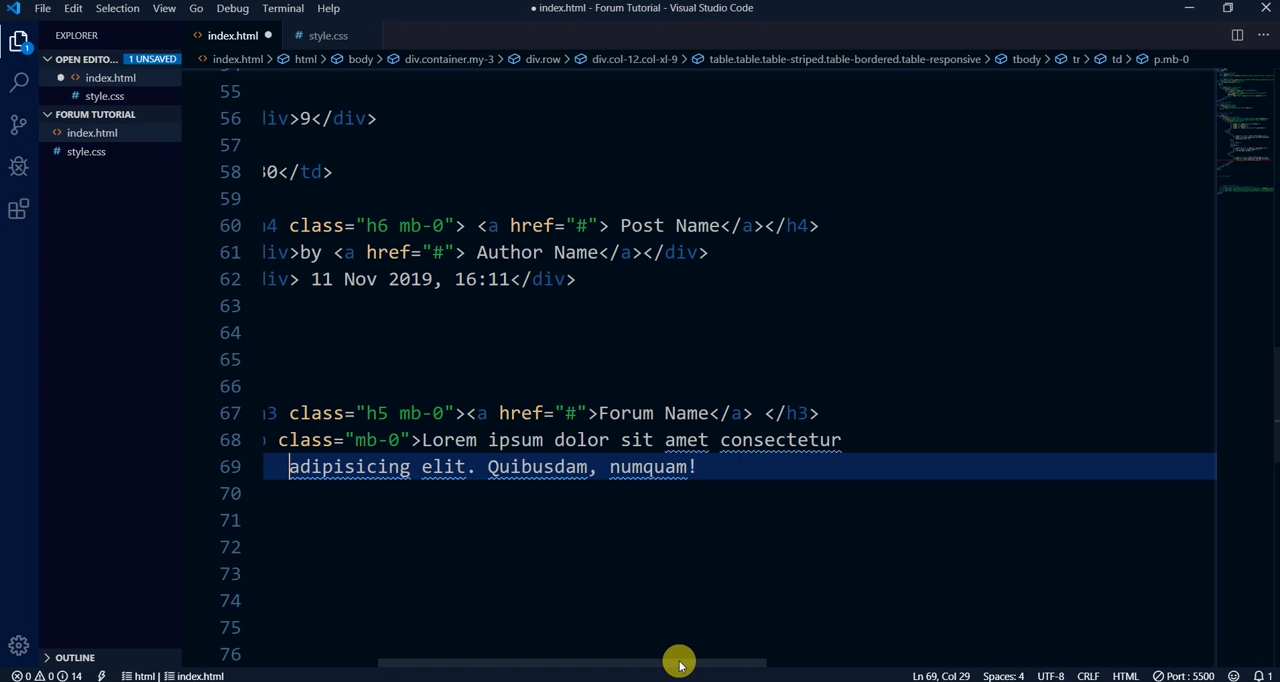 File Edit Selection View Go Debug Terminal Help
● index.html - Forum Tutorial - Visual Studio Code
EXPLORER
<> index.html ●
# style.css
OPEN EDITO... 1 UNSAVED
index.html > html > body > div.container.my-3 > div.row > div.col-12.col-xl-9 > table.table.table-striped.table-bordered.table-responsive > tbody > tr > td > p.mb-0
● <> index.html
# style.css
FORUM TUTORIAL
<> index.html
# style.css
55
56 liv>9</div>
57
58 0</td>
59
60 4 class="h6 mb-0"> <a href="#"> Post Name</a></h4>
61 liv>by <a href="#"> Author Name</a></div>
62 liv> 11 Nov 2019, 16:11</div>
63
64
65
66
67 3 class="h5 mb-0"><a href="#">Forum Name</a> </h3>
68 class="mb-0">Lorem ipsum dolor sit amet consectetur
69 adipisicing elit. Quibusdam, numquam!
70
71
72
73
74
75
76
OUTLINE
0 0 14 html | index.html Ln 69, Col 29 Spaces: 4 UTF-8 CRLF HTML Port : 5500 1